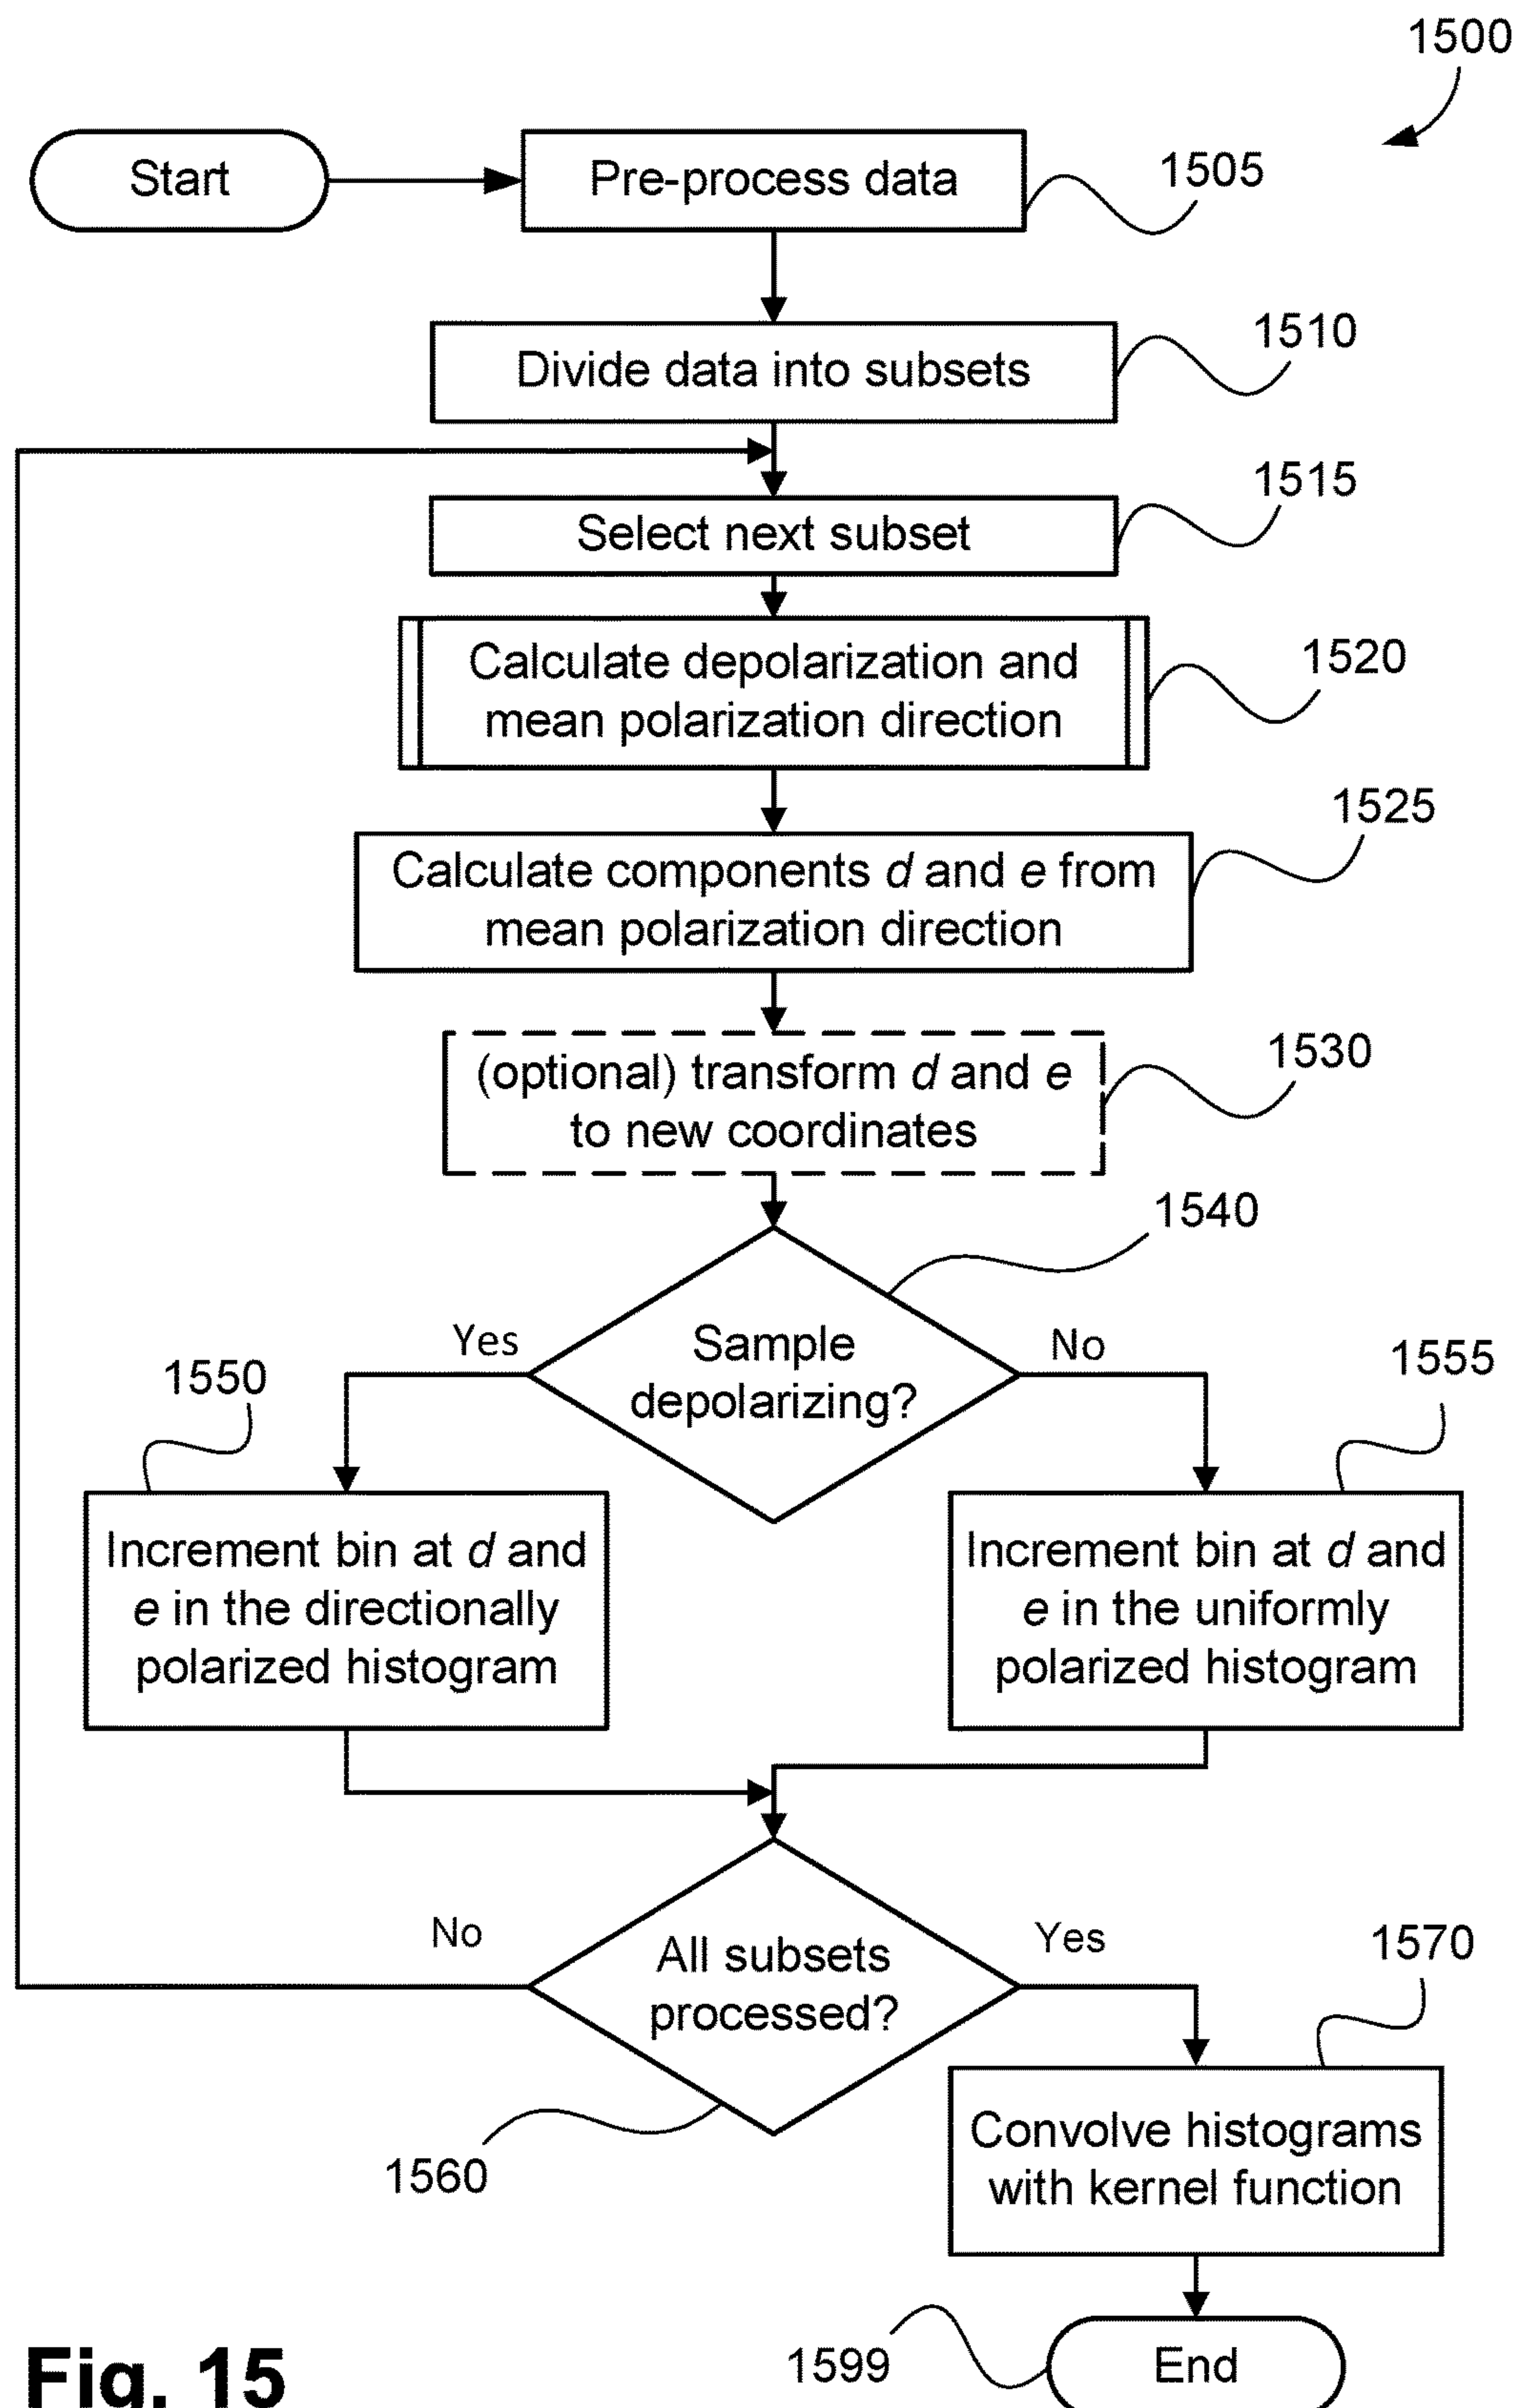 1500
Start
Pre-process data
1505
Divide data into subsets
1510
Select next subset
1515
Calculate depolarization and
mean polarization direction
1520
Calculate components d and e from
mean polarization direction
1525
(optional) transform d and e
to new coordinates
1530
1540
Sample
depolarizing?
Yes
No
1550
1555
Increment bin at d and
e in the directionally
polarized histogram
Increment bin at d and
e in the uniformly
polarized histogram
All subsets
processed?
No
Yes
1560
1570
Convolve histograms
with kernel function
1599
End
Fig. 15